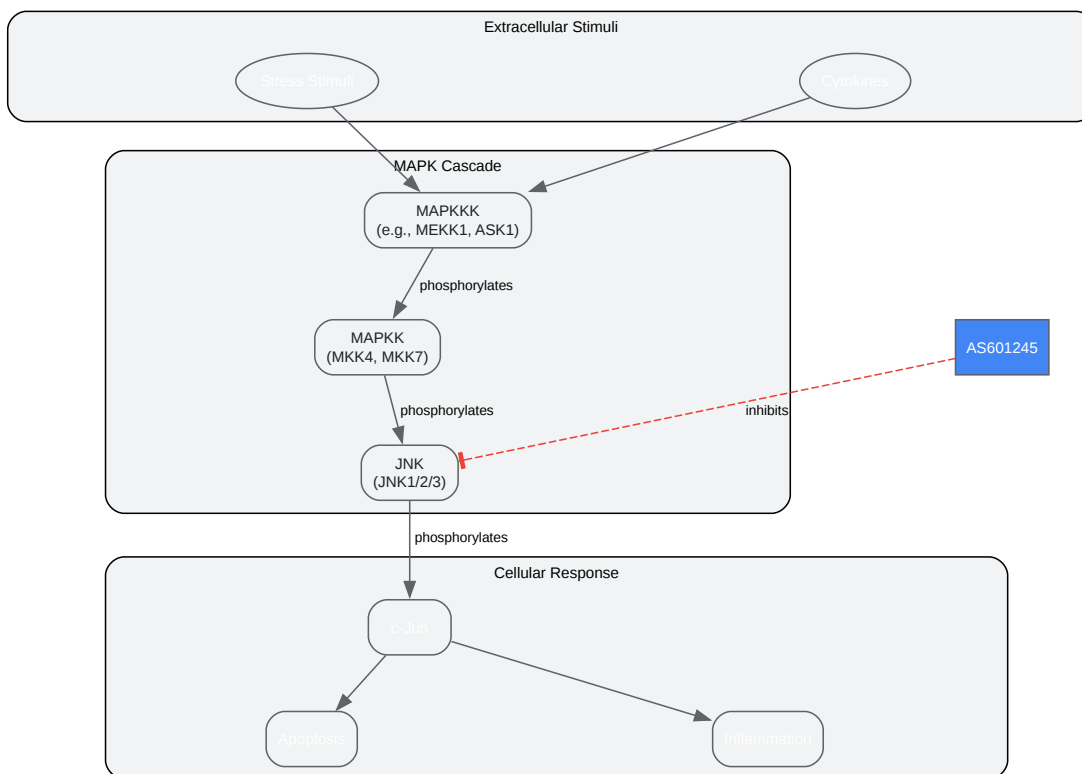 Extracellular Stimuli
Stress Stimuli
Cytokines
MAPK Cascade
MAPKKK
(e.g., MEKK1, ASK1)
phosphorylates
MAPKK
(MKK4, MKK7)
AS601245
phosphorylates
inhibits
JNK
(JNK1/2/3)
phosphorylates
Cellular Response
c-Jun
Apoptosis
Inflammation